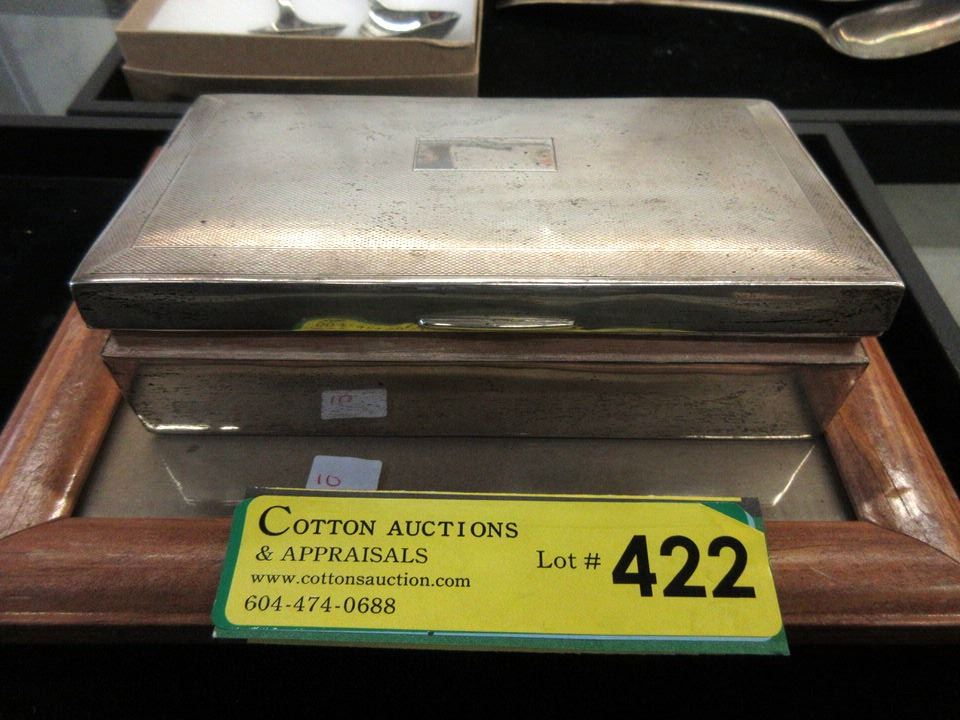 10
10
COTTON AUCTIONS
& APPRAISALS
www.cottonsauction.com
604-474-0688
Lot # 422